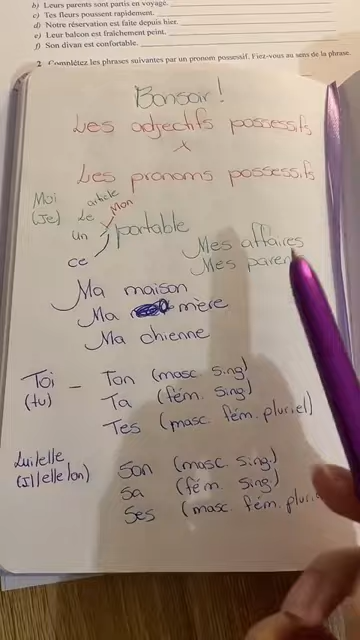 b) Leurs parents sont partis en voyage.
c) Tes fleurs poussent rapidement.
d) Notre réservation est faite depuis hier.
e) Leur balcon est fraîchement peint.
f) Son divan est confortable.
2 Complétez les phrases suivantes par un pronom possessif. Fiez-vous au sens de la phrase.
Bonsoir!
Les adjectifs possessifs
x
Les pronoms possessifs
Moi
(Je)
article
Le Mon
un portable
ce
Mes affaires
Mes paren
Ma maison
Ma mère
Ma chienne
Toi – Ton (masc. sing)
(tu) Ta (fém. sing)
Tes (masc. fém. pluriel)
Lui/elle Son (masc. sing)
(Il/elle/on) Sa (fém. sing)
Ses (masc. fém. plurie